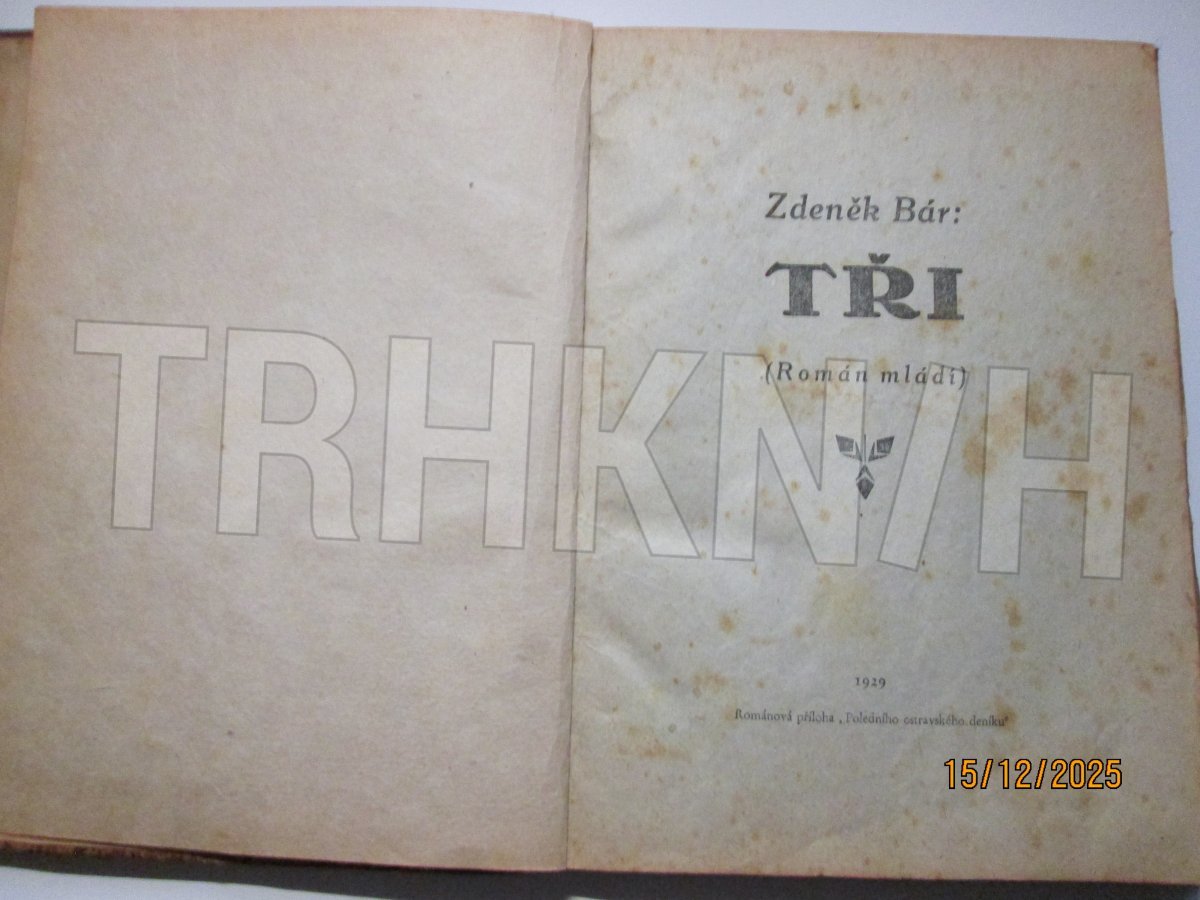 Zdeněk Bár:
TŘI
(Román mládí)
TRHKNIH
1929
Románová příloha „Poledního ostravského deníku“
15/12/2025